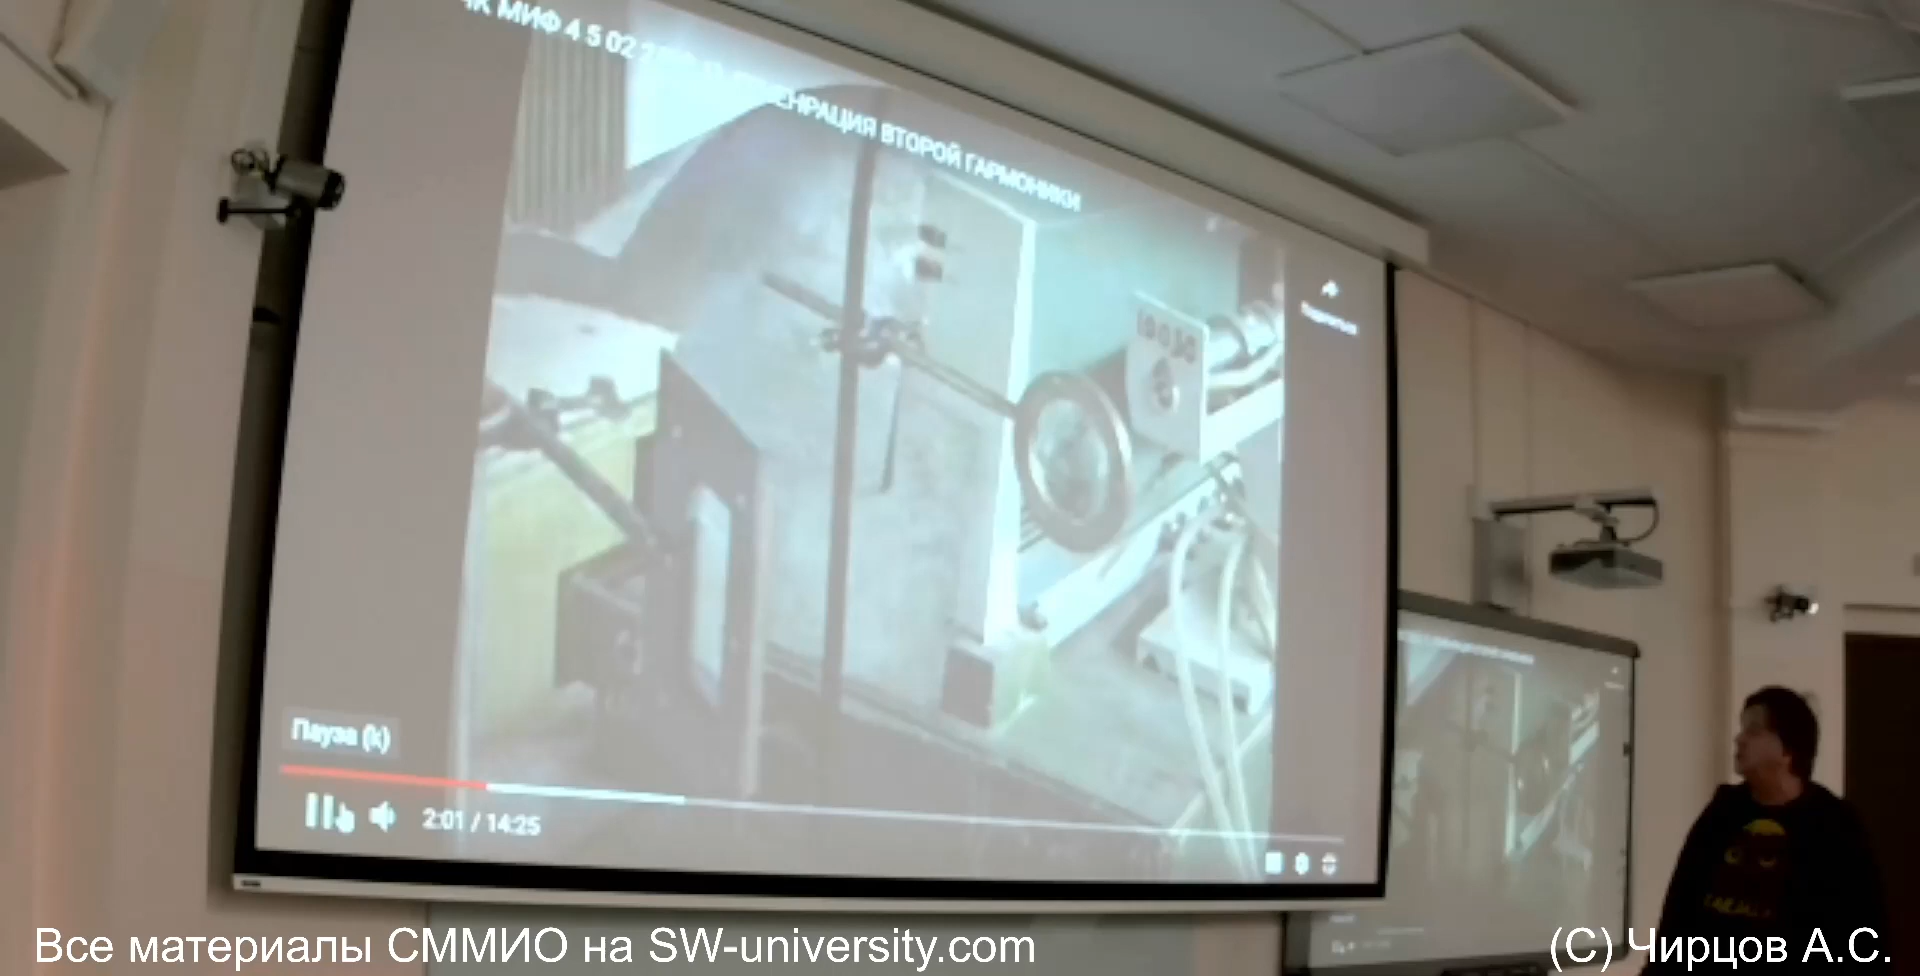 МИФ 4 5 02
ВТОРОЙ ГАРМОНИКИ
Поделиться
Пауза (k)
2:01 / 14:25
Все материалы СММИО на SW-university.com
(С) Чирцов А.С.